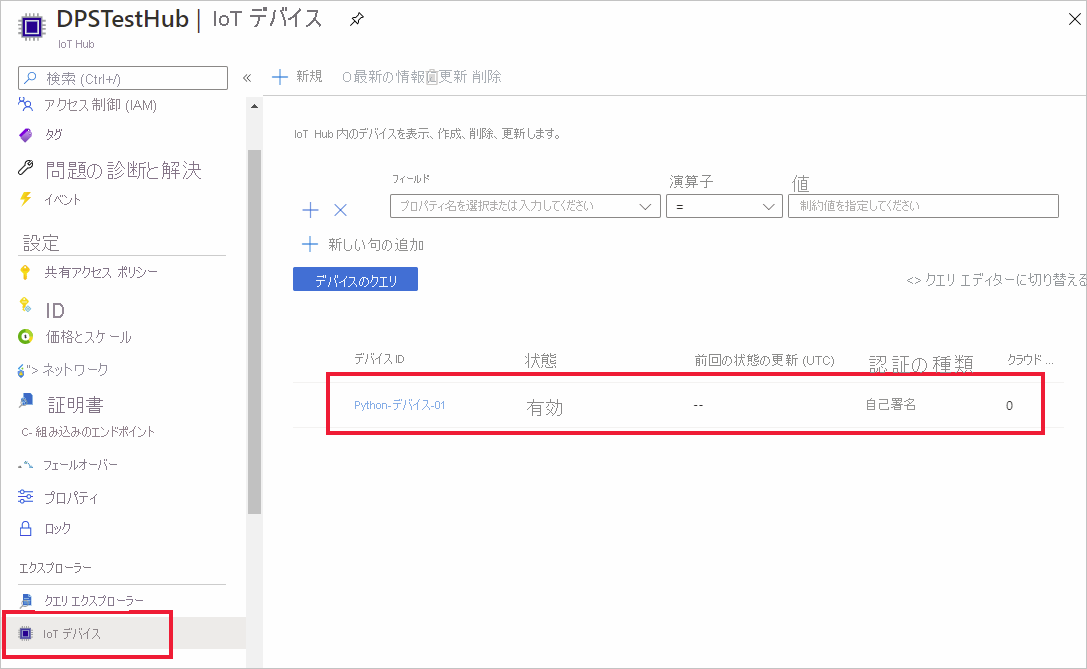 DPSTestHub | IoT デバイス
IoT Hub
検索 (Ctrl+/)
«
新規
最新の情報
更新 削除
アクセス制御 (IAM)
タグ
問題の診断と解決
イベント
設定
共有アクセス ポリシー
ID
価格とスケール
ネットワーク
証明書
C- 組み込みのエンドポイント
フェールオーバー
プロパティ
ロック
エクスプローラー
クエリ エクスプローラー
IoT デバイス
IoT Hub 内のデバイスを表示、作成、削除、更新します。
フィールド
演算子
値
プロパティ名を選択または入力してください
=
制約値を指定してください
新しい句の追加
デバイスのクエリ
<> クエリ エディターに切り替える
デバイス ID
状態
前回の状態の更新 (UTC)
認証の種類
クラウド ...
Python-デバイス-01
有効
--
自己署名
0